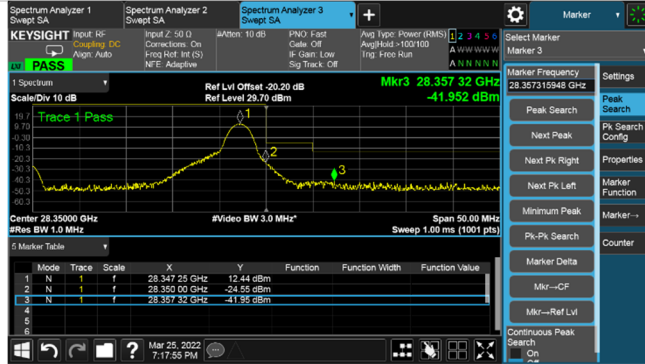 Spectrum Analyzer 1
Swept SA
Spectrum Analyzer 2
Swept SA
Spectrum Analyzer 3
Swept SA
Marker
KEYSIGHT
Input: RF
Coupling: DC
Align: Auto
Input Z: 50 Ω
Corrections: On
Freq Ref: Int (S)
NFE: Adaptive
#Atten: 10 dB
PNO: Fast
Gate: Off
IF Gain: Low
Sig Track: Off
Avg Type: Power (RMS)
Avg|Hold:>100/100
Trig: Free Run
1 2 3 4 5 6
A W W W W W
A N N N N N
LXI
PASS
Select Marker
Marker 3
Marker Frequency
28.357315948 GHz
Settings
1 Spectrum
Scale/Div 10 dB
Ref Lvl Offset -20.20 dB
Ref Level 29.70 dBm
Mkr3 28.357 32 GHz
-41.952 dBm
Peak Search
Next Peak
Next Pk Right
Next Pk Left
Minimum Peak
Pk-Pk Search
Marker Delta
Mkr→CF
Mkr→Ref Lvl
Continuous Peak
Search
On
Off
Peak
Search
Pk Search
Config
Properties
Marker
Function
Marker→
Counter
Trace 1 Pass
19.7
9.70
-0.30
-10.3
-20.3
-30.3
-40.3
-50.3
-60.3
1
2
3
Center 28.35000 GHz
#Video BW 3.0 MHz*
Span 50.00 MHz
#Res BW 1.0 MHz
Sweep 1.00 ms (1001 pts)
5 Marker Table
Mode Trace Scale X Y Function Function Width Function Value
1 N 1 f 28.347 25 GHz 12.44 dBm
2 N 1 f 28.350 00 GHz -24.55 dBm
3 N 1 f 28.357 32 GHz -41.95 dBm
4
5
6
?
Mar 25, 2022
7:17:55 PM